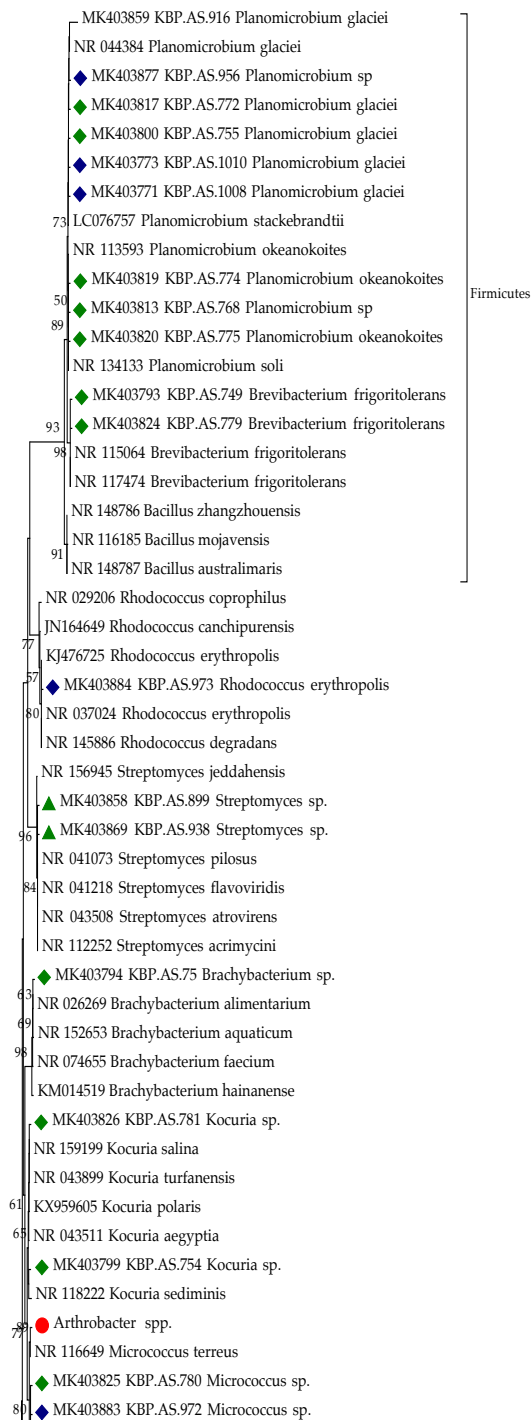 MK403859 KBP.AS.916 Planomicrobium glaciei
NR 044384 Planomicrobium glaciei
MK403877 KBP.AS.956 Planomicrobium sp
MK403817 KBP.AS.772 Planomicrobium glaciei
MK403800 KBP.AS.755 Planomicrobium glaciei
MK403773 KBP.AS.1010 Planomicrobium glaciei
MK403771 KBP.AS.1008 Planomicrobium glaciei
73 LC076757 Planomicrobium stackebrandtii
NR 113593 Planomicrobium okeanokoites
MK403819 KBP.AS.774 Planomicrobium okeanokoites
Firmicutes
50 MK403813 KBP.AS.768 Planomicrobium sp
89 MK403820 KBP.AS.775 Planomicrobium okeanokoites
NR 134133 Planomicrobium soli
MK403793 KBP.AS.749 Brevibacterium frigoritolerans
93 MK403824 KBP.AS.779 Brevibacterium frigoritolerans
98 NR 115064 Brevibacterium frigoritolerans
NR 117474 Brevibacterium frigoritolerans
NR 148786 Bacillus zhangzhouensis
NR 116185 Bacillus mojavensis
91 NR 148787 Bacillus australimaris
NR 029206 Rhodococcus coprophilus
JN164649 Rhodococcus canchipurensis
77 KJ476725 Rhodococcus erythropolis
57 MK403884 KBP.AS.973 Rhodococcus erythropolis
80 NR 037024 Rhodococcus erythropolis
NR 145886 Rhodococcus degradans
NR 156945 Streptomyces jeddahensis
MK403858 KBP.AS.899 Streptomyces sp.
96 MK403869 KBP.AS.938 Streptomyces sp.
NR 041073 Streptomyces pilosus
84 NR 041218 Streptomyces flavoviridis
NR 043508 Streptomyces atrovirens
NR 112252 Streptomyces acrimycini
MK403794 KBP.AS.75 Brachybacterium sp.
63 NR 026269 Brachybacterium alimentarium
69 NR 152653 Brachybacterium aquaticum
98 NR 074655 Brachybacterium faecium
KM014519 Brachybacterium hainanense
MK403826 KBP.AS.781 Kocuria sp.
NR 159199 Kocuria salina
NR 043899 Kocuria turfanensis
61 KX959605 Kocuria polaris
65 NR 043511 Kocuria aegyptia
MK403799 KBP.AS.754 Kocuria sp.
NR 118222 Kocuria sediminis
77 Arthrobacter spp.
NR 116649 Micrococcus terreus
MK403825 KBP.AS.780 Micrococcus sp.
80 MK403883 KBP.AS.972 Micrococcus sp.